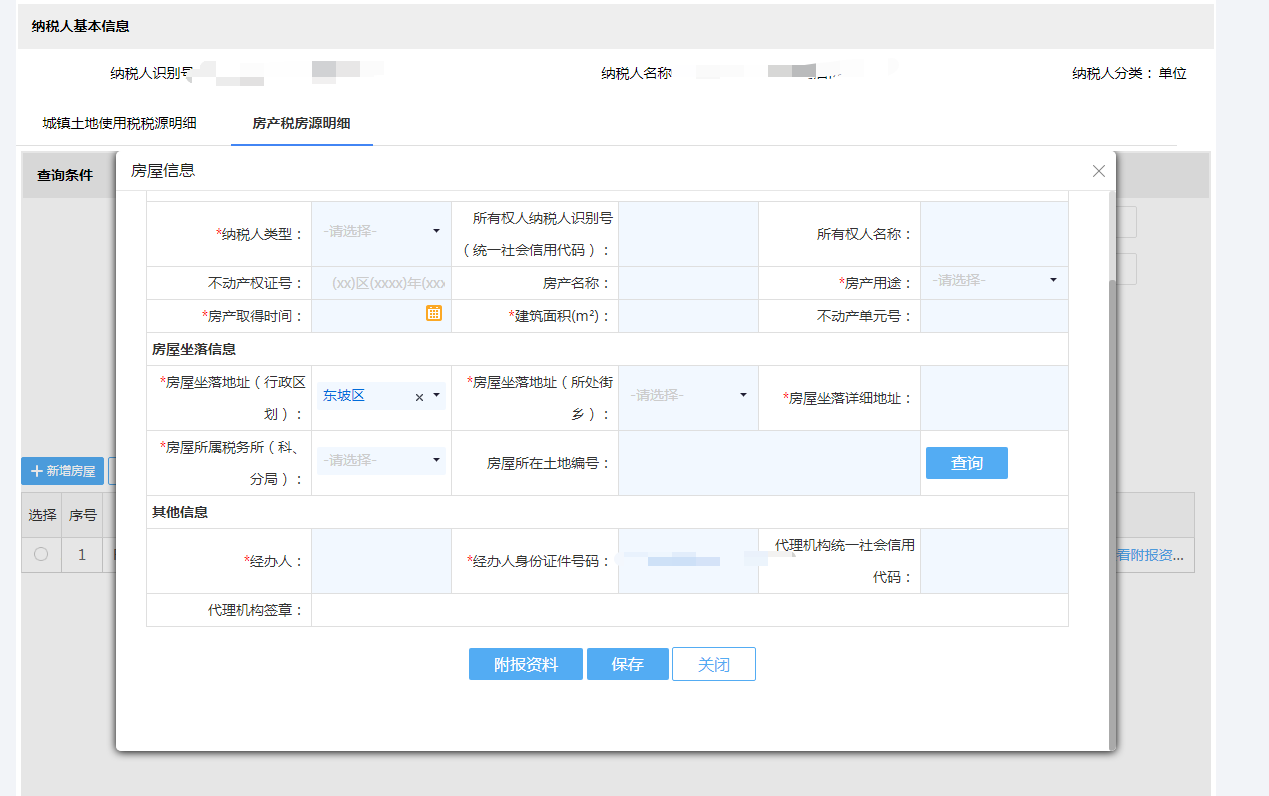 纳税人基本信息
纳税人识别号
纳税人名称
纳税人分类：单位
城镇土地使用税税源明细
房产税房源明细
查询条件
房屋信息
*纳税人类型：
-请选择-
所有权人纳税人识别号
（统一社会信用代码）：
所有权人名称：
不动产权证号：
(xx)区(xxxx)年(xxx
房产名称：
*房产用途：
-请选择-
*房产取得时间：
*建筑面积(m²)：
不动产单元号：
房屋坐落信息
*房屋坐落地址（行政区
划）：
东坡区
*房屋坐落地址（所处街
乡）：
-请选择-
*房屋坐落详细地址：
*房屋所属税务所（科、
分局）：
-请选择-
房屋所在土地编号：
查询
新增房屋
其他信息
选择
序号
*经办人：
*经办人身份证件号码：
代理机构统一社会信用
代码：
1
看附报资...
代理机构签章：
附报资料
保存
关闭